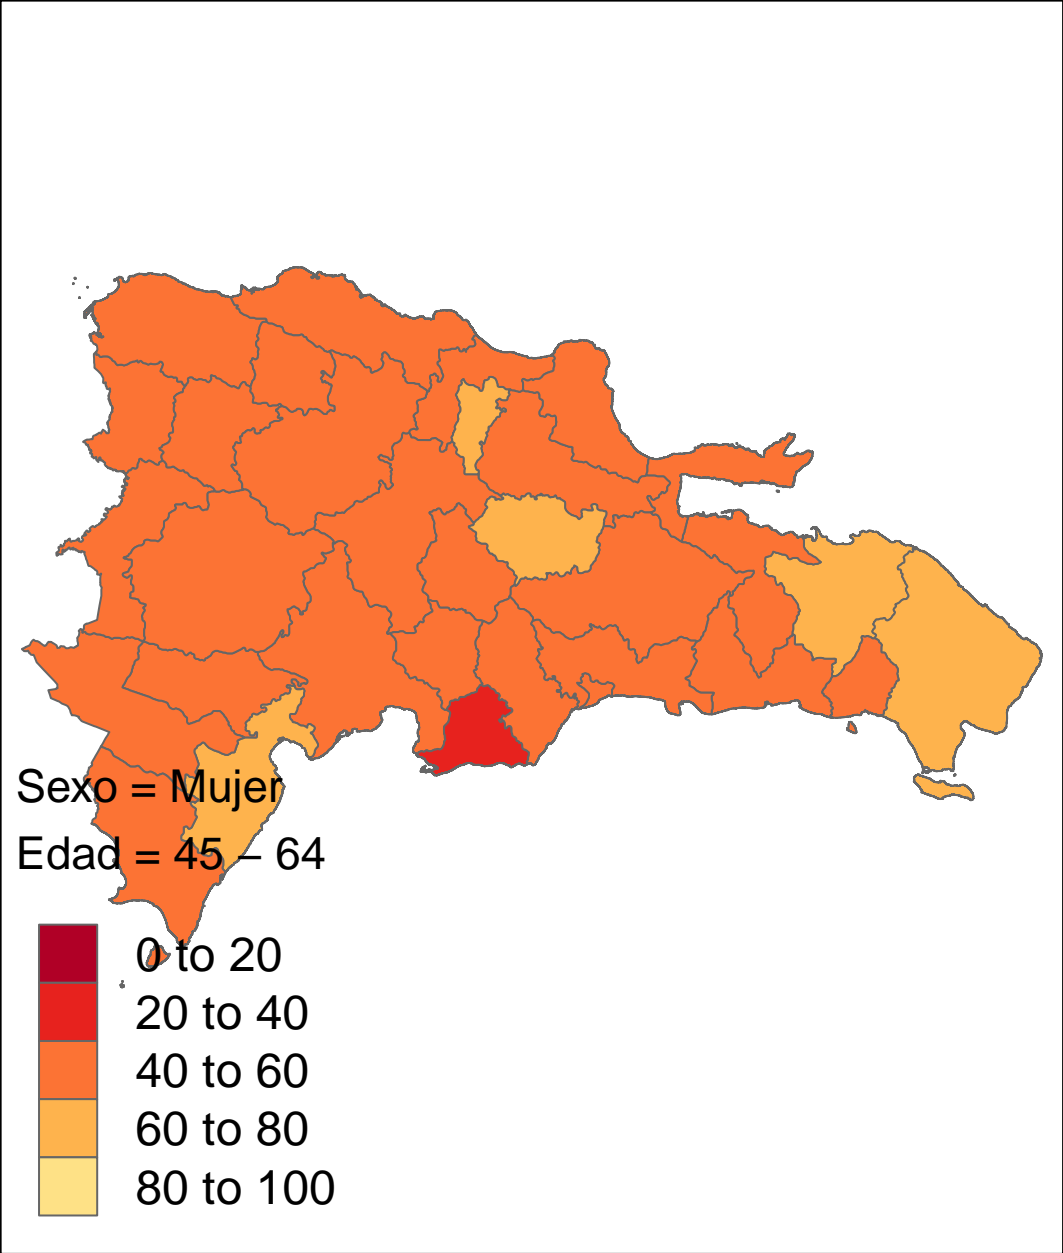 Sexo = Mujer
Edad = 45 – 64
0 to 20
20 to 40
40 to 60
60 to 80
80 to 100